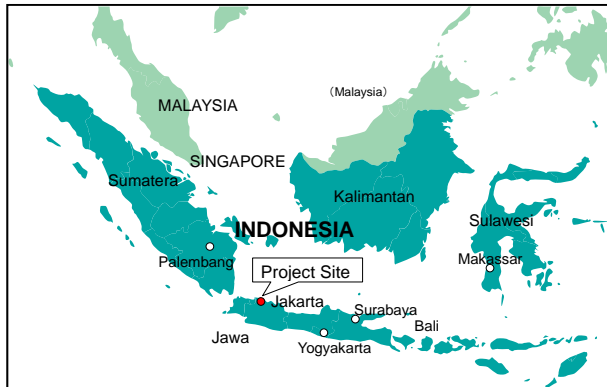 MALAYSIA
（Malaysia）
SINGAPORE
Sumatera
Kalimantan
INDONESIA
Sulawesi
Palembang
Makassar
Project Site
Jakarta
Surabaya
Bali
Jawa
Yogyakarta